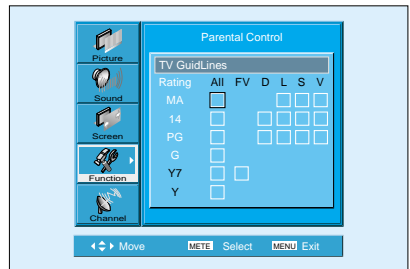 Parental Control
Picture
TV GuidLines
Rating All FV D L S V
Sound
MA
14
Screen
PG
G
Function
Y7
Y
Channel
Move METE Select MENU Exit